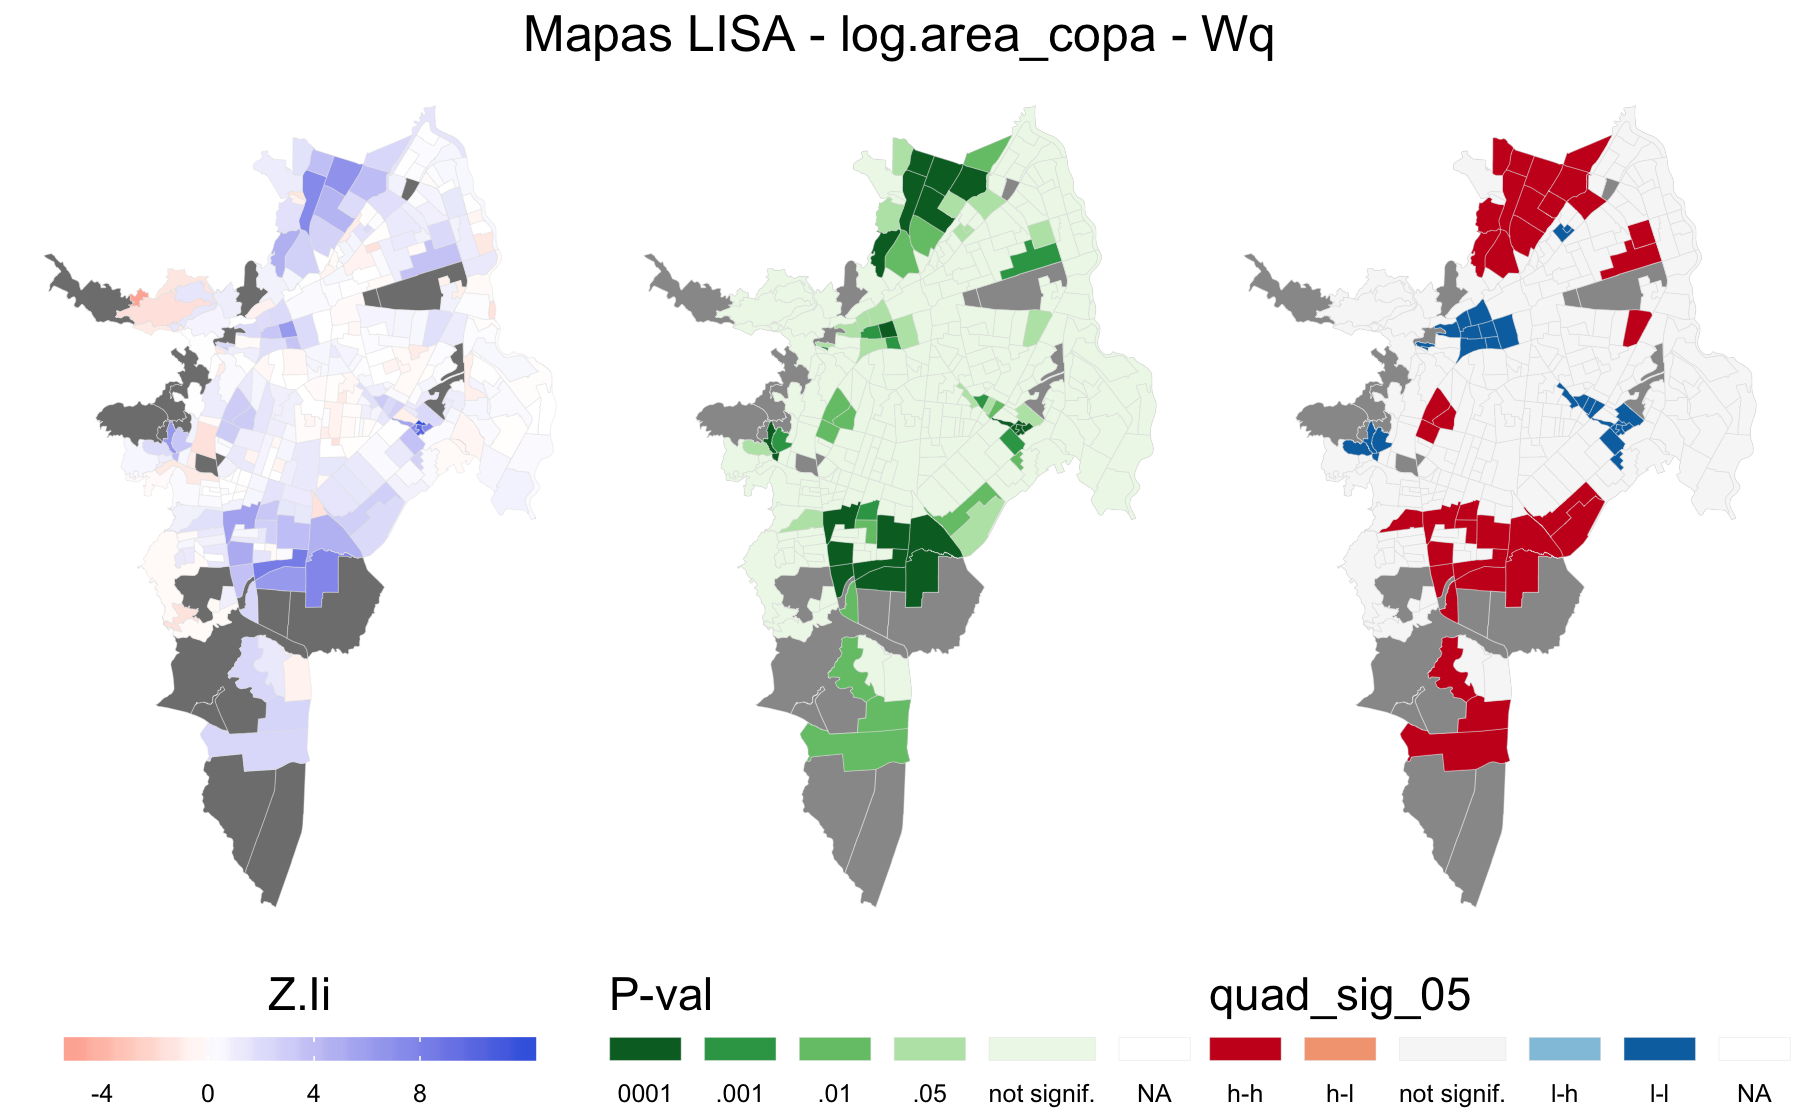 Mapas LISA - log.area_copa - Wq
Z.Ii
P-val
quad_sig_05
-4 0 4 8
0001 .001 .01 .05 not signif. NA
h-h h-l not signif. l-h l-l NA